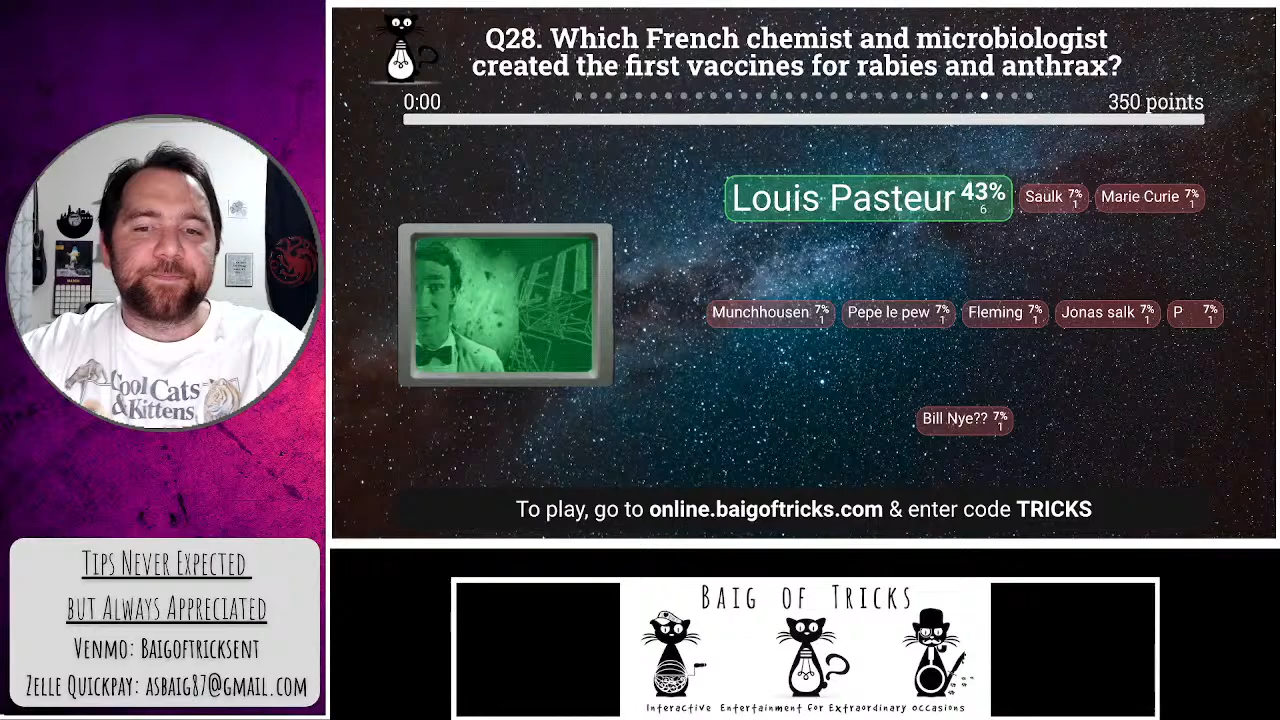 Q28. Which French chemist and microbiologist
created the first vaccines for rabies and anthrax?
0:00
350 points
Louis Pasteur 43% 6
Saulk 7% 1
Marie Curie 7% 1
Munchhousen 7% 1
Pepe le pew 7% 1
Fleming 7% 1
Jonas salk 7% 1
P 7% 1
Bill Nye?? 7% 1
To play, go to online.baigoftricks.com & enter code TRICKS
Cool Cats
& Kittens
Tips Never Expected
but Always Appreciated
Venmo: Baigoftricksent
Zelle Quickpay: asbaig87@gmail.com
Baig of Tricks
Interactive Entertainment for Extraordinary Occasions